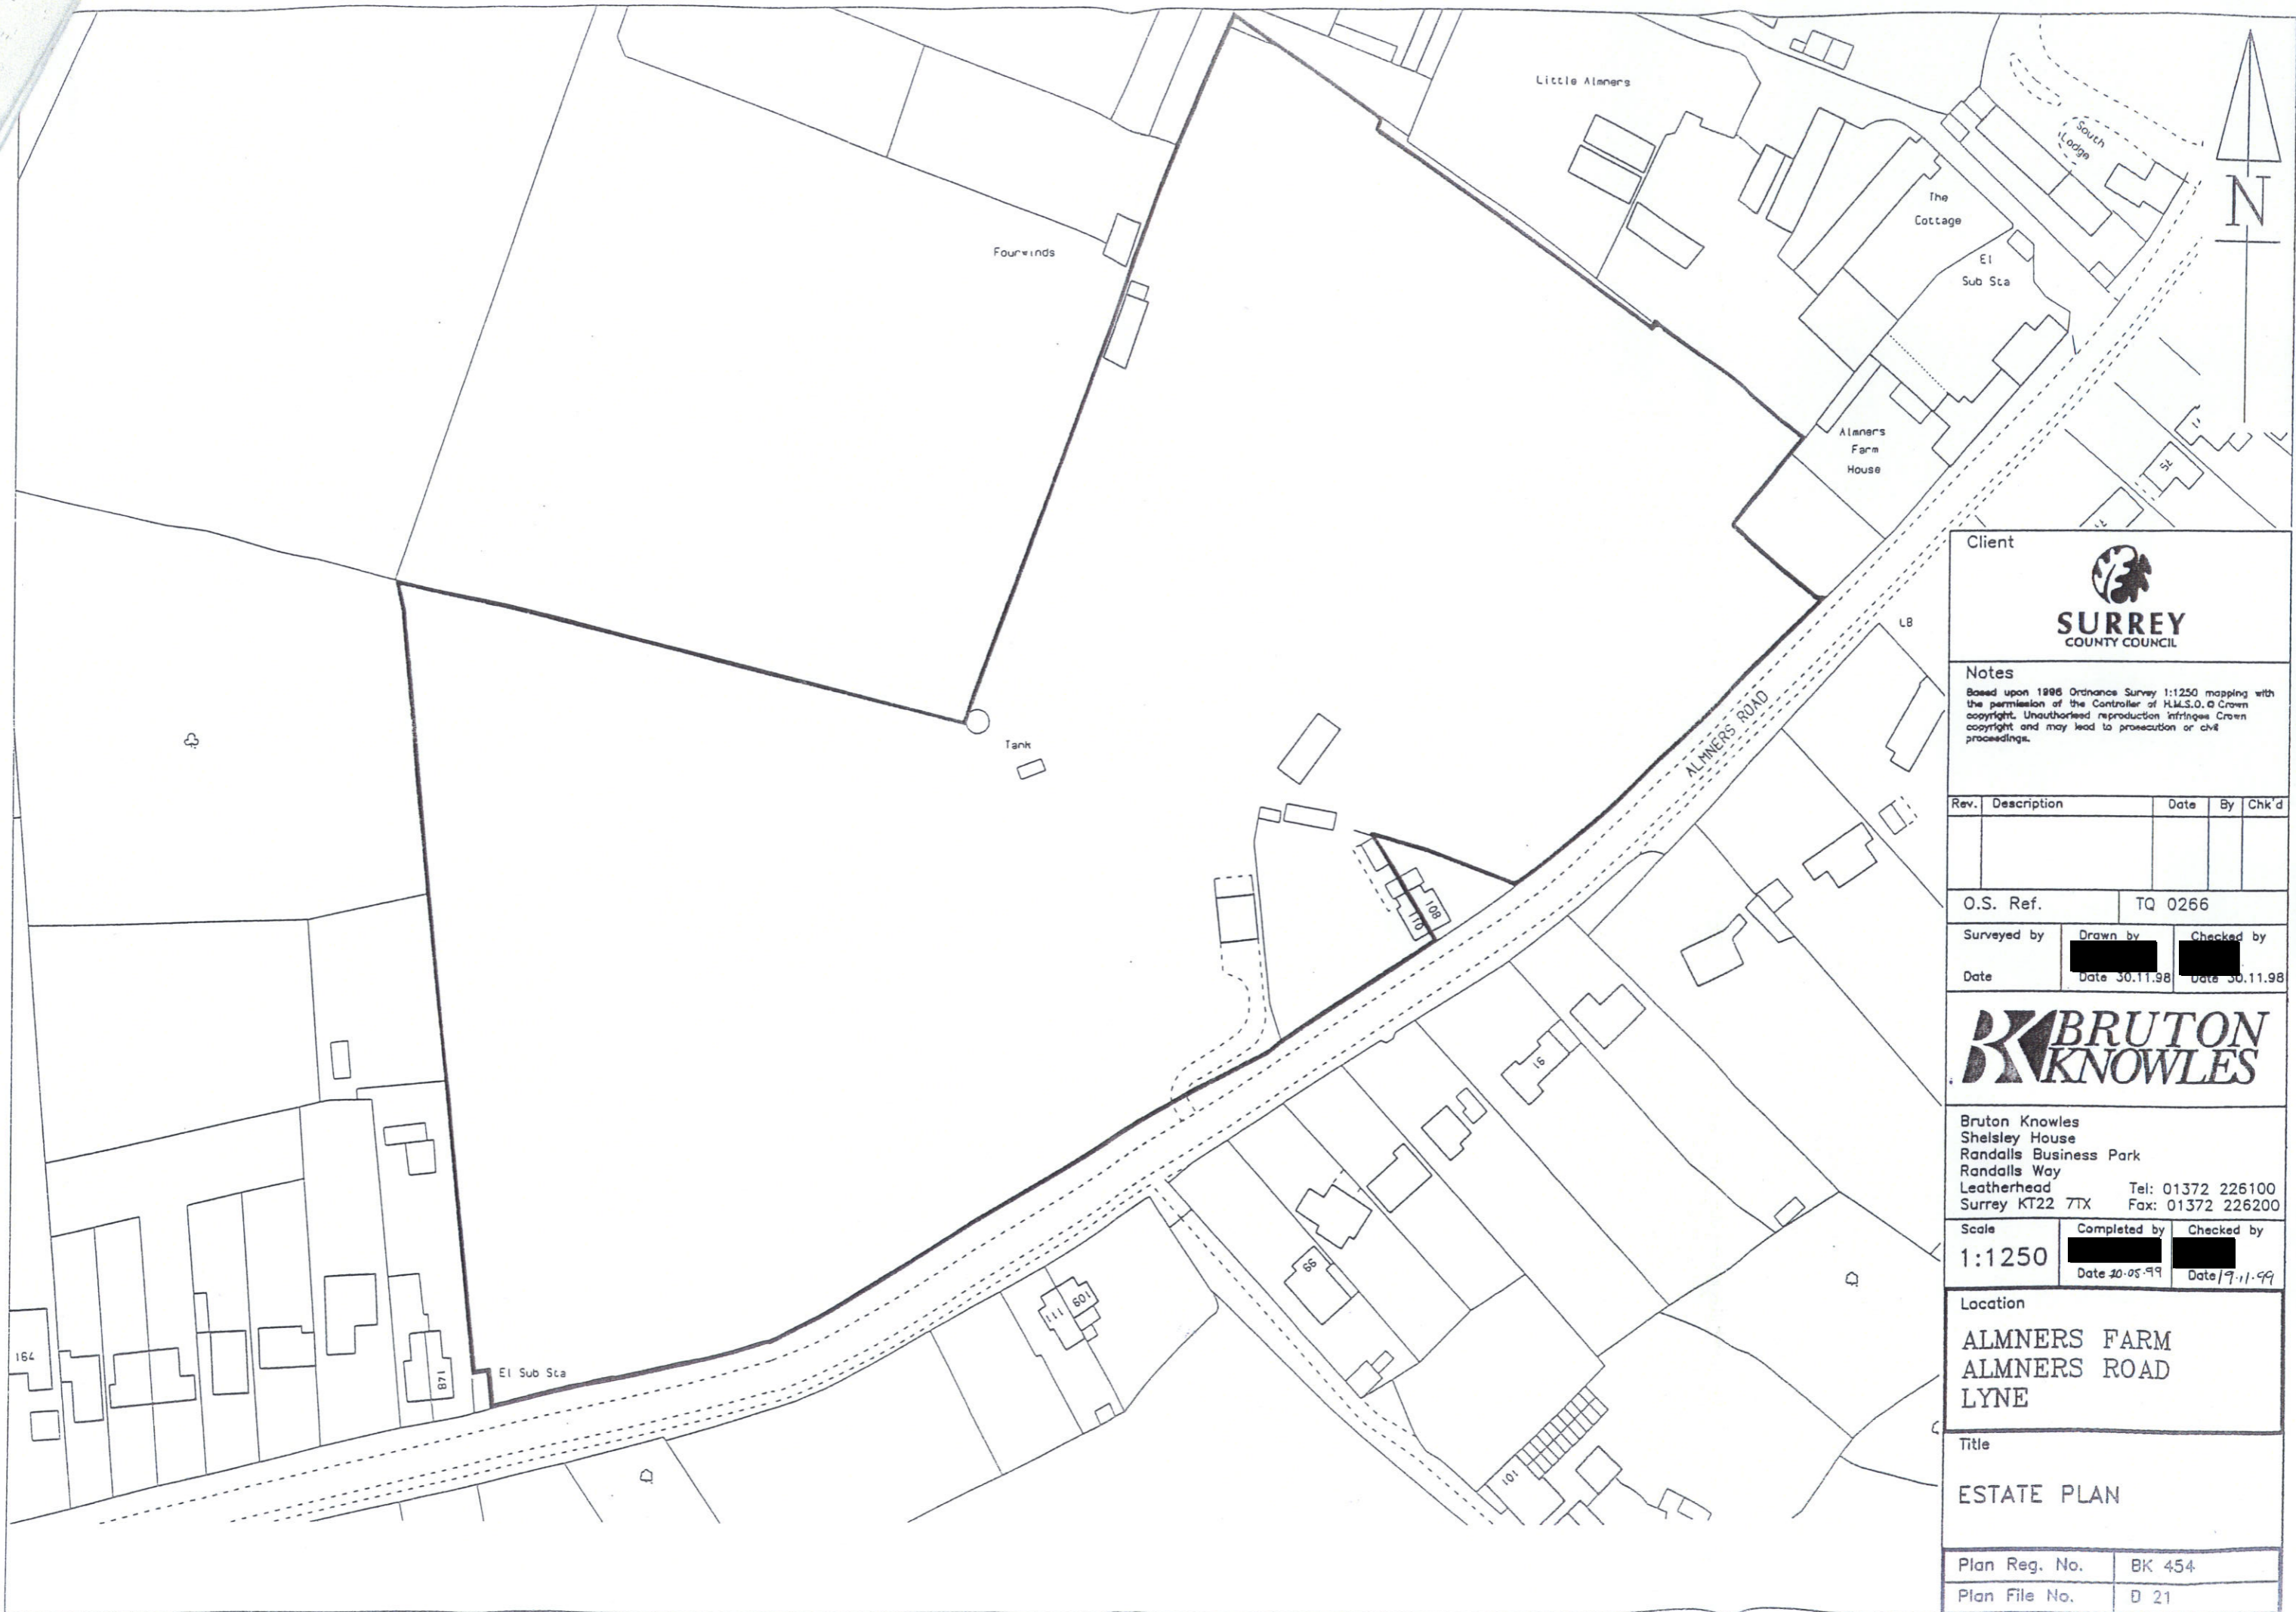 Little Almners
South
Lodge
The
Cottage
El
Sub Sta
N
Fourwinds
Almners
Farm
House
17
15
11
LB
Tank
ALMNERS ROAD
108
110
91
99
109
111
El Sub Sta
148
164
101
Client
SURREY
COUNTY COUNCIL
Notes
Based upon 1996 Ordnance Survey 1:1250 mapping with
the permission of the Controller of H.M.S.O. © Crown
copyright. Unauthorised reproduction infringes Crown
copyright and may lead to prosecution or civil
proceedings.
Rev. Description Date By Chk'd
O.S. Ref. TQ 0266
Surveyed by Drawn by Checked by
Date Date 30.11.98 Date 30.11.98
BK BRUTON
KNOWLES
Bruton Knowles
Shelsley House
Randalls Business Park
Randalls Way
Leatherhead Tel: 01372 226100
Surrey KT22 7TX Fax: 01372 226200
Scale Completed by Checked by
1:1250
Date 20.05.99 Date 19.11.99
Location
ALMNERS FARM
ALMNERS ROAD
LYNE
Title
ESTATE PLAN
Plan Reg. No. BK 454
Plan File No. D 21